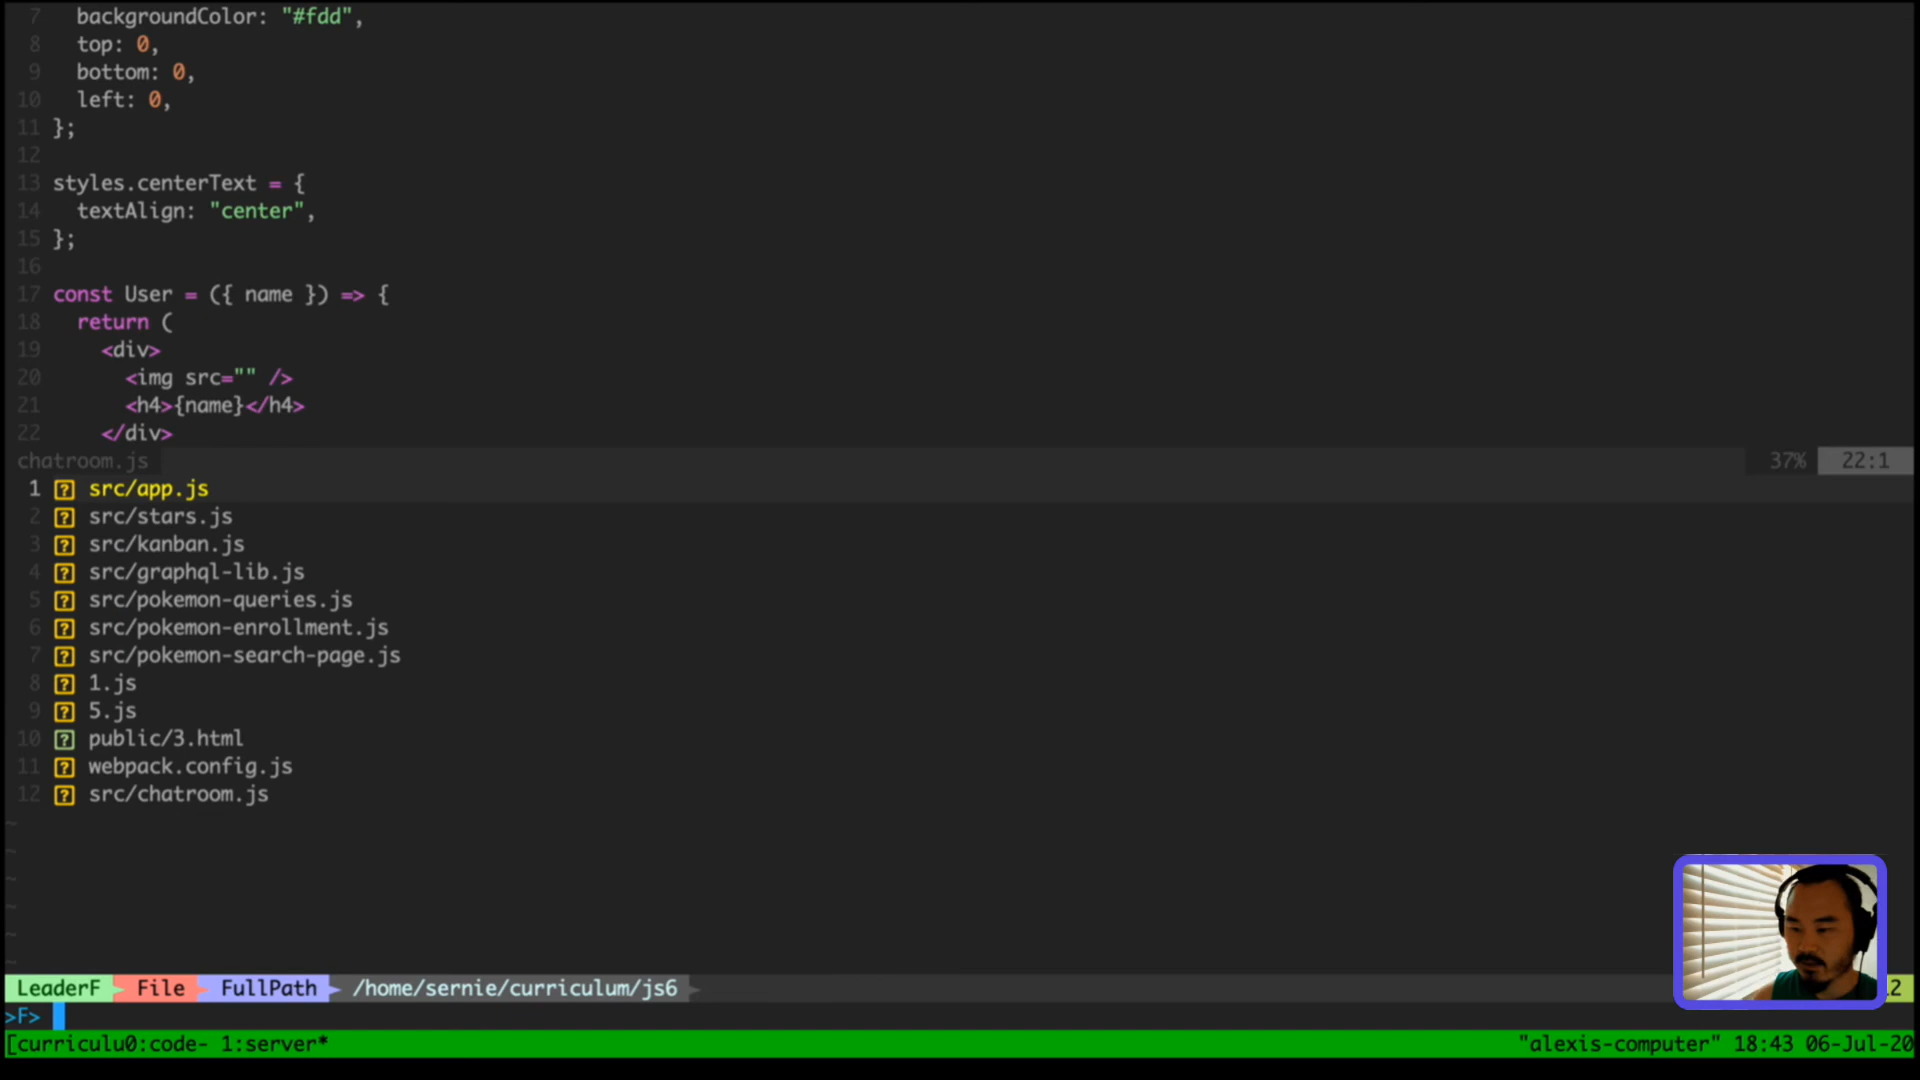 7 backgroundColor: "#fdd",
8 top: 0,
9 bottom: 0,
10 left: 0,
11 };
12
13 styles.centerText = {
14 textAlign: "center",
15 };
16
17 const User = ({ name }) => {
18 return (
19 <div>
20 <img src="" />
21 <h4>{name}</h4>
22 </div>
chatroom.js 37% 22:1
1 ? src/app.js
2 ? src/stars.js
3 ? src/kanban.js
4 ? src/graphql-lib.js
5 ? src/pokemon-queries.js
6 ? src/pokemon-enrollment.js
7 ? src/pokemon-search-page.js
8 ? 1.js
9 ? 5.js
10 ? public/3.html
11 ? webpack.config.js
12 ? src/chatroom.js
~
~
~
~
~
~
LeaderF File FullPath /home/sernie/curriculum/js6
>F>
[curriculu0:code- 1:server* "alexis-computer" 18:43 06-Jul-20